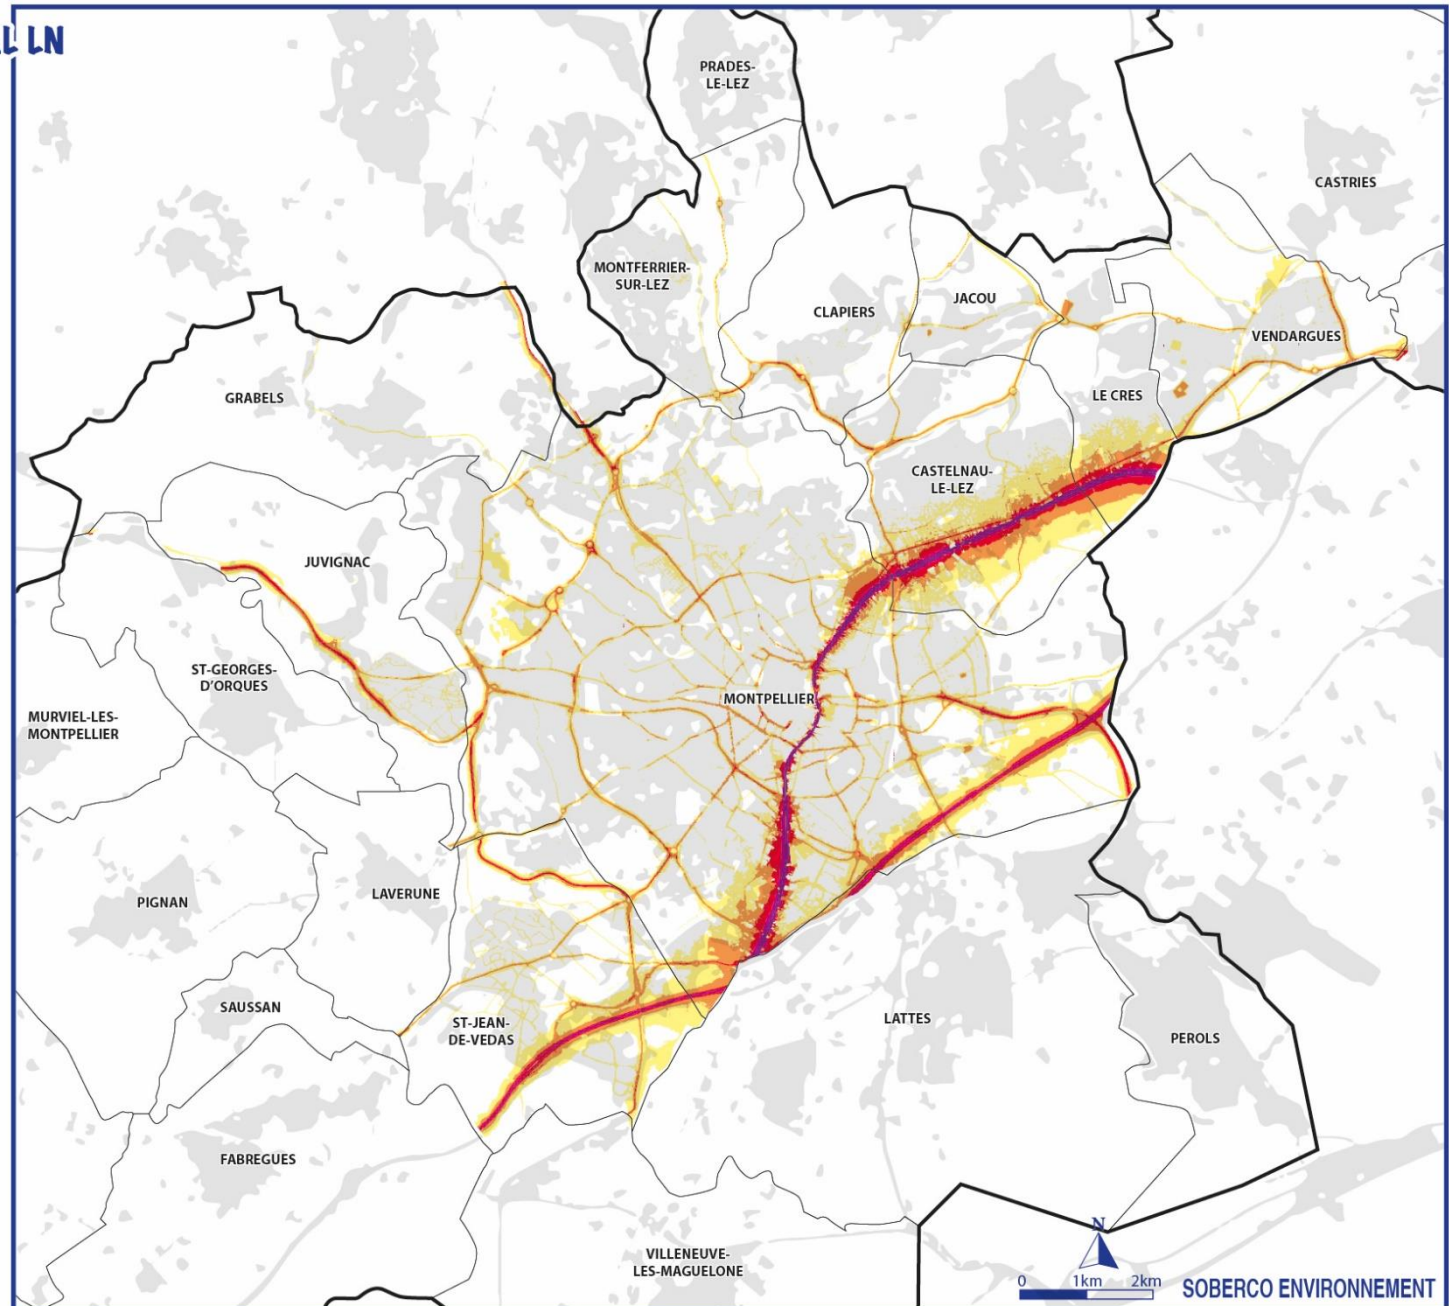 LN
PRADES-
LE-LEZ
CASTRIES
MONTFERRIER-
SUR-LEZ
CLAPIERS
JACOU
VENDARGUES
GRABELS
LE CRES
CASTELNAU-
LE-LEZ
JUVIGNAC
ST-GEORGES-
D'ORQUES
MONTPELLIER
MURVIEL-LES-
MONTPELLIER
PIGNAN
LAVERUNE
SAUSSAN
ST-JEAN-
DE-VEDAS
LATTES
PEROLS
FABREGUES
VILLENEUVE-
LES-MAGUELONE
N
0 1km 2km
SOBERCO ENVIRONNEMENT